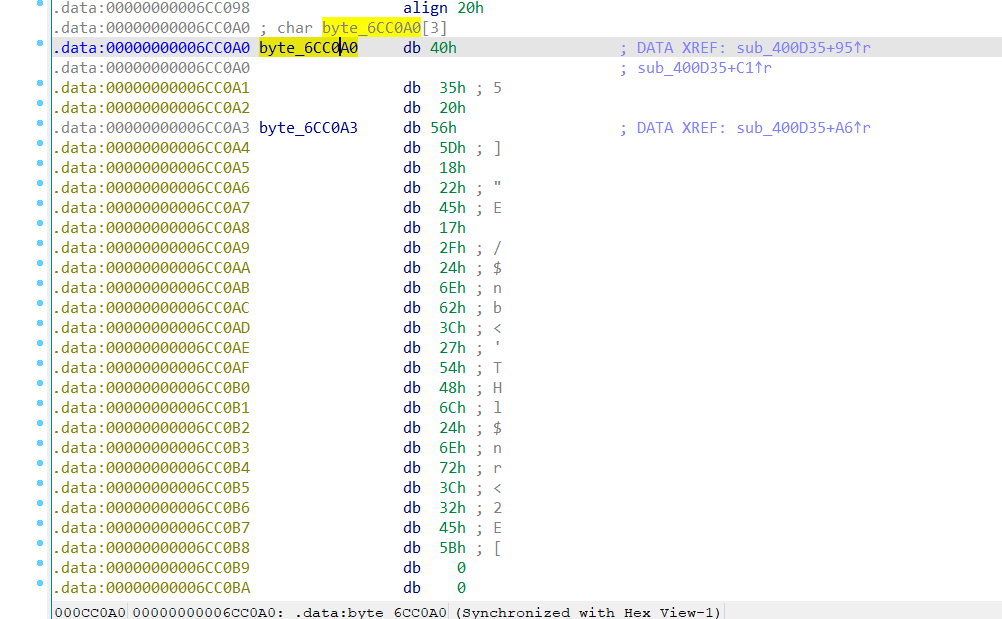 .data:00000000006CC098 align 20h
.data:00000000006CC0A0 ; char byte_6CC0A0[3]
.data:00000000006CC0A0 byte_6CC0A0 db 40h ; DATA XREF: sub_400D35+95↑r
.data:00000000006CC0A0 ; sub_400D35+C1↑r
.data:00000000006CC0A1 db 35h ; 5
.data:00000000006CC0A2 db 20h
.data:00000000006CC0A3 byte_6CC0A3 db 56h ; DATA XREF: sub_400D35+A6↑r
.data:00000000006CC0A4 db 5Dh ; ]
.data:00000000006CC0A5 db 18h
.data:00000000006CC0A6 db 22h ; "
.data:00000000006CC0A7 db 45h ; E
.data:00000000006CC0A8 db 17h
.data:00000000006CC0A9 db 2Fh ; /
.data:00000000006CC0AA db 24h ; $
.data:00000000006CC0AB db 6Eh ; n
.data:00000000006CC0AC db 62h ; b
.data:00000000006CC0AD db 3Ch ; <
.data:00000000006CC0AE db 27h ; '
.data:00000000006CC0AF db 54h ; T
.data:00000000006CC0B0 db 48h ; H
.data:00000000006CC0B1 db 6Ch ; l
.data:00000000006CC0B2 db 24h ; $
.data:00000000006CC0B3 db 6Eh ; n
.data:00000000006CC0B4 db 72h ; r
.data:00000000006CC0B5 db 3Ch ; <
.data:00000000006CC0B6 db 32h ; 2
.data:00000000006CC0B7 db 45h ; E
.data:00000000006CC0B8 db 5Bh ; [
.data:00000000006CC0B9 db 0
.data:00000000006CC0BA db 0
000CC0A0 00000000006CC0A0: .data:byte_6CC0A0 (Synchronized with Hex View-1)